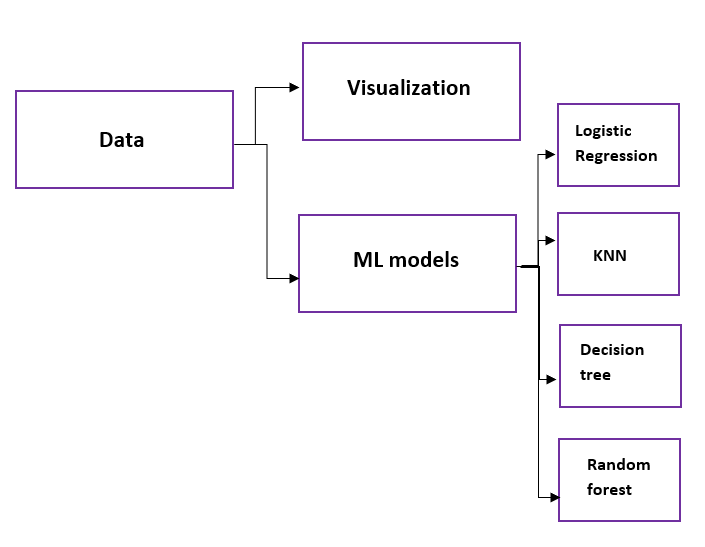 Data
Visualization
ML models
Logistic
Regression
KNN
Decision
tree
Random
forest